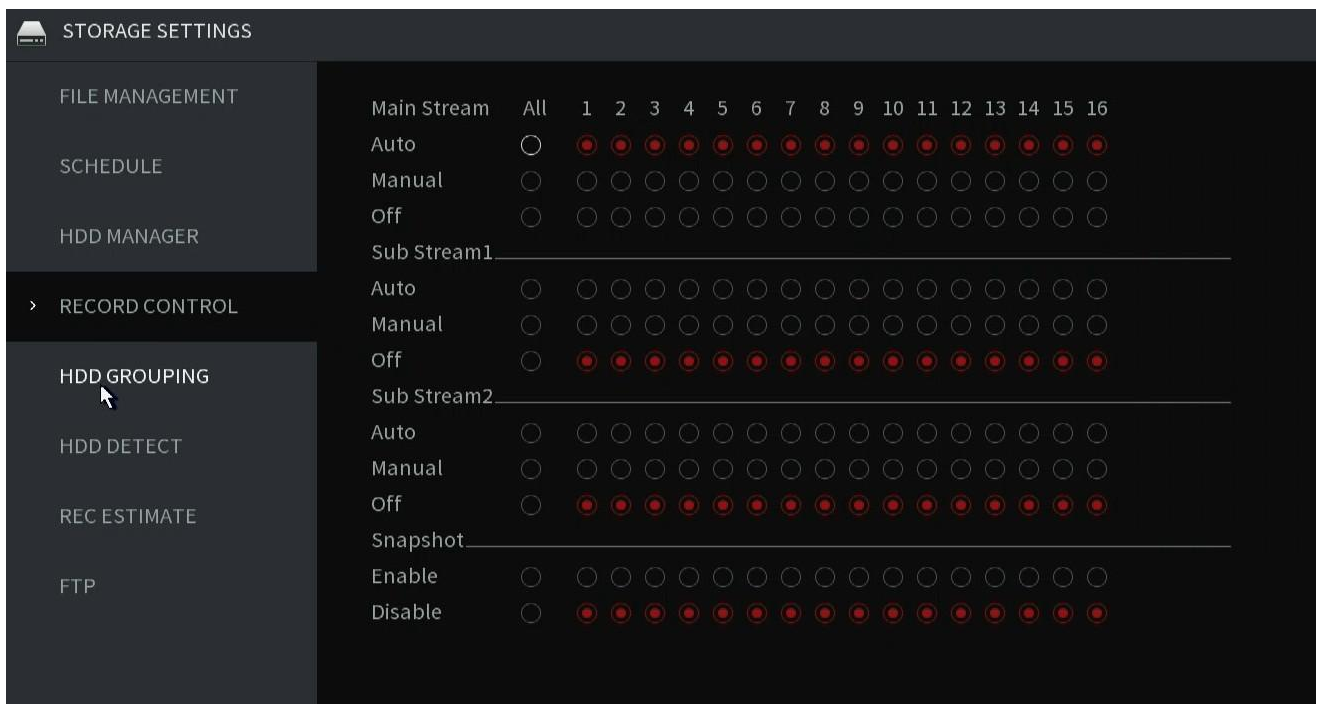 STORAGE SETTINGS
FILE MANAGEMENT
SCHEDULE
HDD MANAGER
RECORD CONTROL
HDD GROUPING
HDD DETECT
REC ESTIMATE
FTP
Main Stream All 1 2 3 4 5 6 7 8 9 10 11 12 13 14 15 16
Auto
Manual
Off
Sub Stream1
Auto
Manual
Off
Sub Stream2
Auto
Manual
Off
Snapshot
Enable
Disable